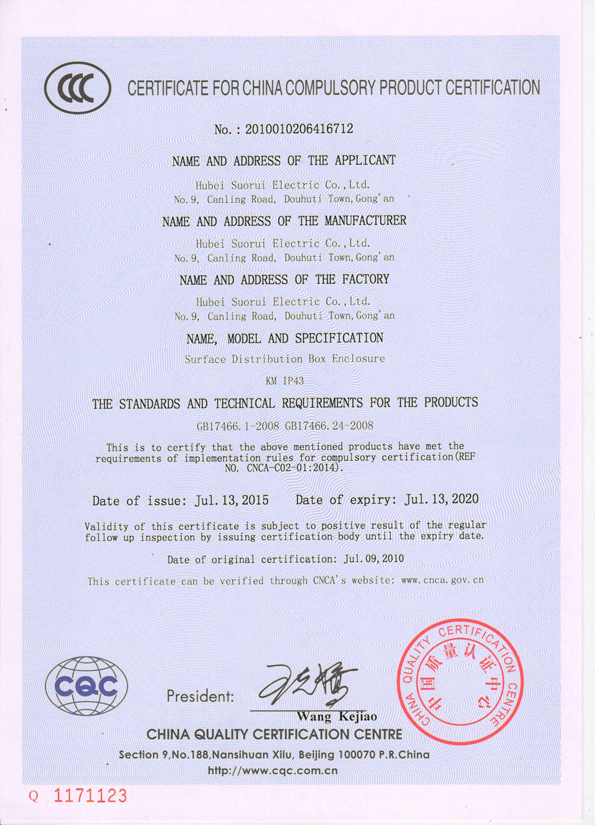 CCC
CERTIFICATE FOR CHINA COMPULSORY PRODUCT CERTIFICATION
No.: 2010010206416712
NAME AND ADDRESS OF THE APPLICANT
Hubei Suorui Electric Co.,Ltd.
No.9, Canling Road, Douhuti Town,Gong'an
NAME AND ADDRESS OF THE MANUFACTURER
Hubei Suorui Electric Co.,Ltd.
No.9, Canling Road, Douhuti Town,Gong'an
NAME AND ADDRESS OF THE FACTORY
Hubei Suorui Electric Co.,Ltd.
No.9, Canling Road, Douhuti Town,Gong'an
NAME, MODEL AND SPECIFICATION
Surface Distribution Box Enclosure
KM IP43
THE STANDARDS AND TECHNICAL REQUIREMENTS FOR THE PRODUCTS
GB17466.1-2008 GB17466.24-2008
This is to certify that the above mentioned products have met the
requirements of implementation rules for compulsory certification(REF
NO. CNCA-C02-01:2014).
Date of issue: Jul.13,2015 Date of expiry: Jul.13,2020
Validity of this certificate is subject to positive result of the regular
follow up inspection by issuing certification body until the expiry date.
Date of original certification: Jul.09,2010
This certificate can be verified through CNCA's website: www.cnca.gov.cn
CHINA QUALITY CERTIFICATION CENTRE
中国质量认证中心
CQC
President:
Wang Kejiao
CHINA QUALITY CERTIFICATION CENTRE
Section 9,No.188,Nansihuan Xilu, Beijing 100070 P.R.China
http://www.cqc.com.cn
Q 1171123